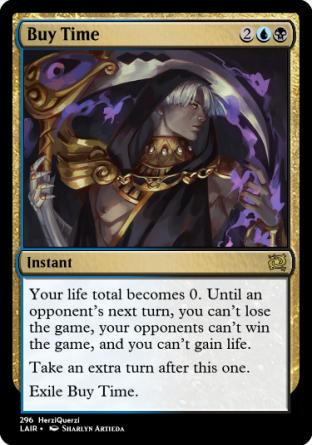 Buy Time 2
Instant
Your life total becomes 0. Until an
opponent's next turn, you can't lose
the game, your opponents can't win
the game, and you can't gain life.
Take an extra turn after this one.
Exile Buy Time.
296 HerziQuerzi
LAIR • Sharlyn Artieda